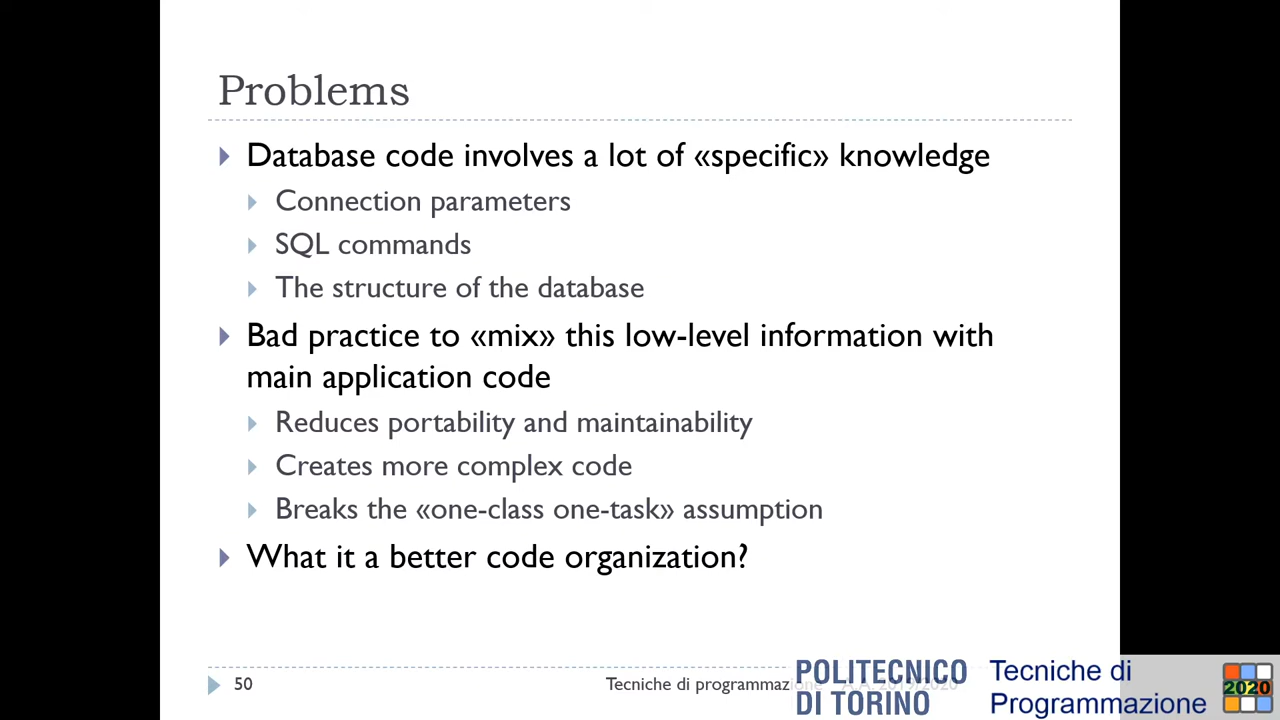 Problems
Database code involves a lot of «specific» knowledge
Connection parameters
SQL commands
The structure of the database
Bad practice to «mix» this low-level information with
main application code
Reduces portability and maintainability
Creates more complex code
Breaks the «one-class one-task» assumption
What it a better code organization?
50
Tecniche di programmazione A.A. 2019/2020
POLITECNICO
DI TORINO
Tecniche di
Programmazione
2020